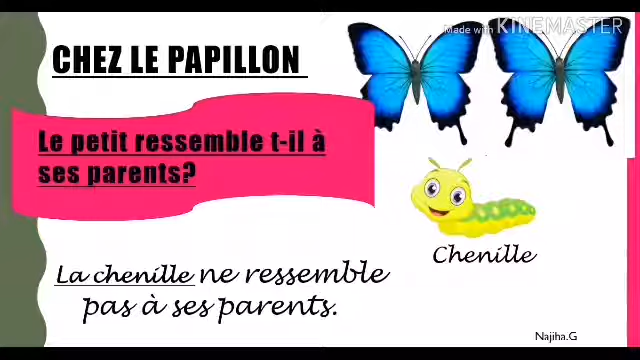 Made with KINEMASTER
CHEZ LE PAPILLON
Le petit ressemble t-il à
ses parents?
Chenille
La chenille ne ressemble
pas à ses parents.
Najiha.G